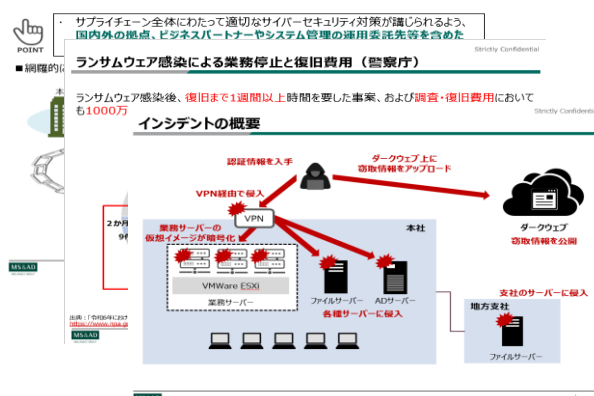 POINT
・ サプライチェーン全体にわたって適切なサイバーセキュリティ対策が講じられるよう、
国内外の拠点、ビジネスパートナーやシステム管理の運用委託先等を含めた
■網羅的に
Strictly Confidential
ランサムウェア感染による業務停止と復旧費用（警察庁）
ランサムウェア感染後、復旧まで1週間以上時間を要した事案、および調査・復旧費用において
も1000万
Strictly Confidential
インシデントの概要
認証情報を入手
ダークウェブ上に
窃取情報をアップロード
VPN経由で侵入
VPN
ダークウェブ
窃取情報を公開
本社
業務サーバーの
仮想イメージが暗号化
VMWare ESXi
業務サーバー
ファイルサーバー
ADサーバー
各種サーバーに侵入
支社のサーバーに侵入
地方支社
ファイルサーバー
2か月
MS&AD
MS&AD